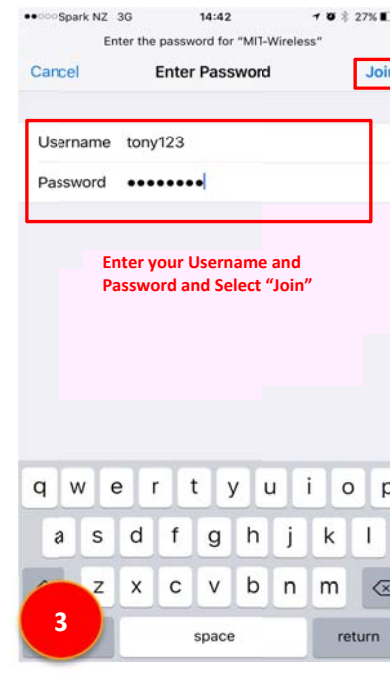 Spark NZ 3G 14:42 27%
Enter the password for "MIT-Wireless"
Cancel Enter Password Join
Username tony123
Password ••••••••
Enter your Username and
Password and Select “Join”
q w e r t y u i o p
a s d f g h j k l
z x c v b n m
3 space return